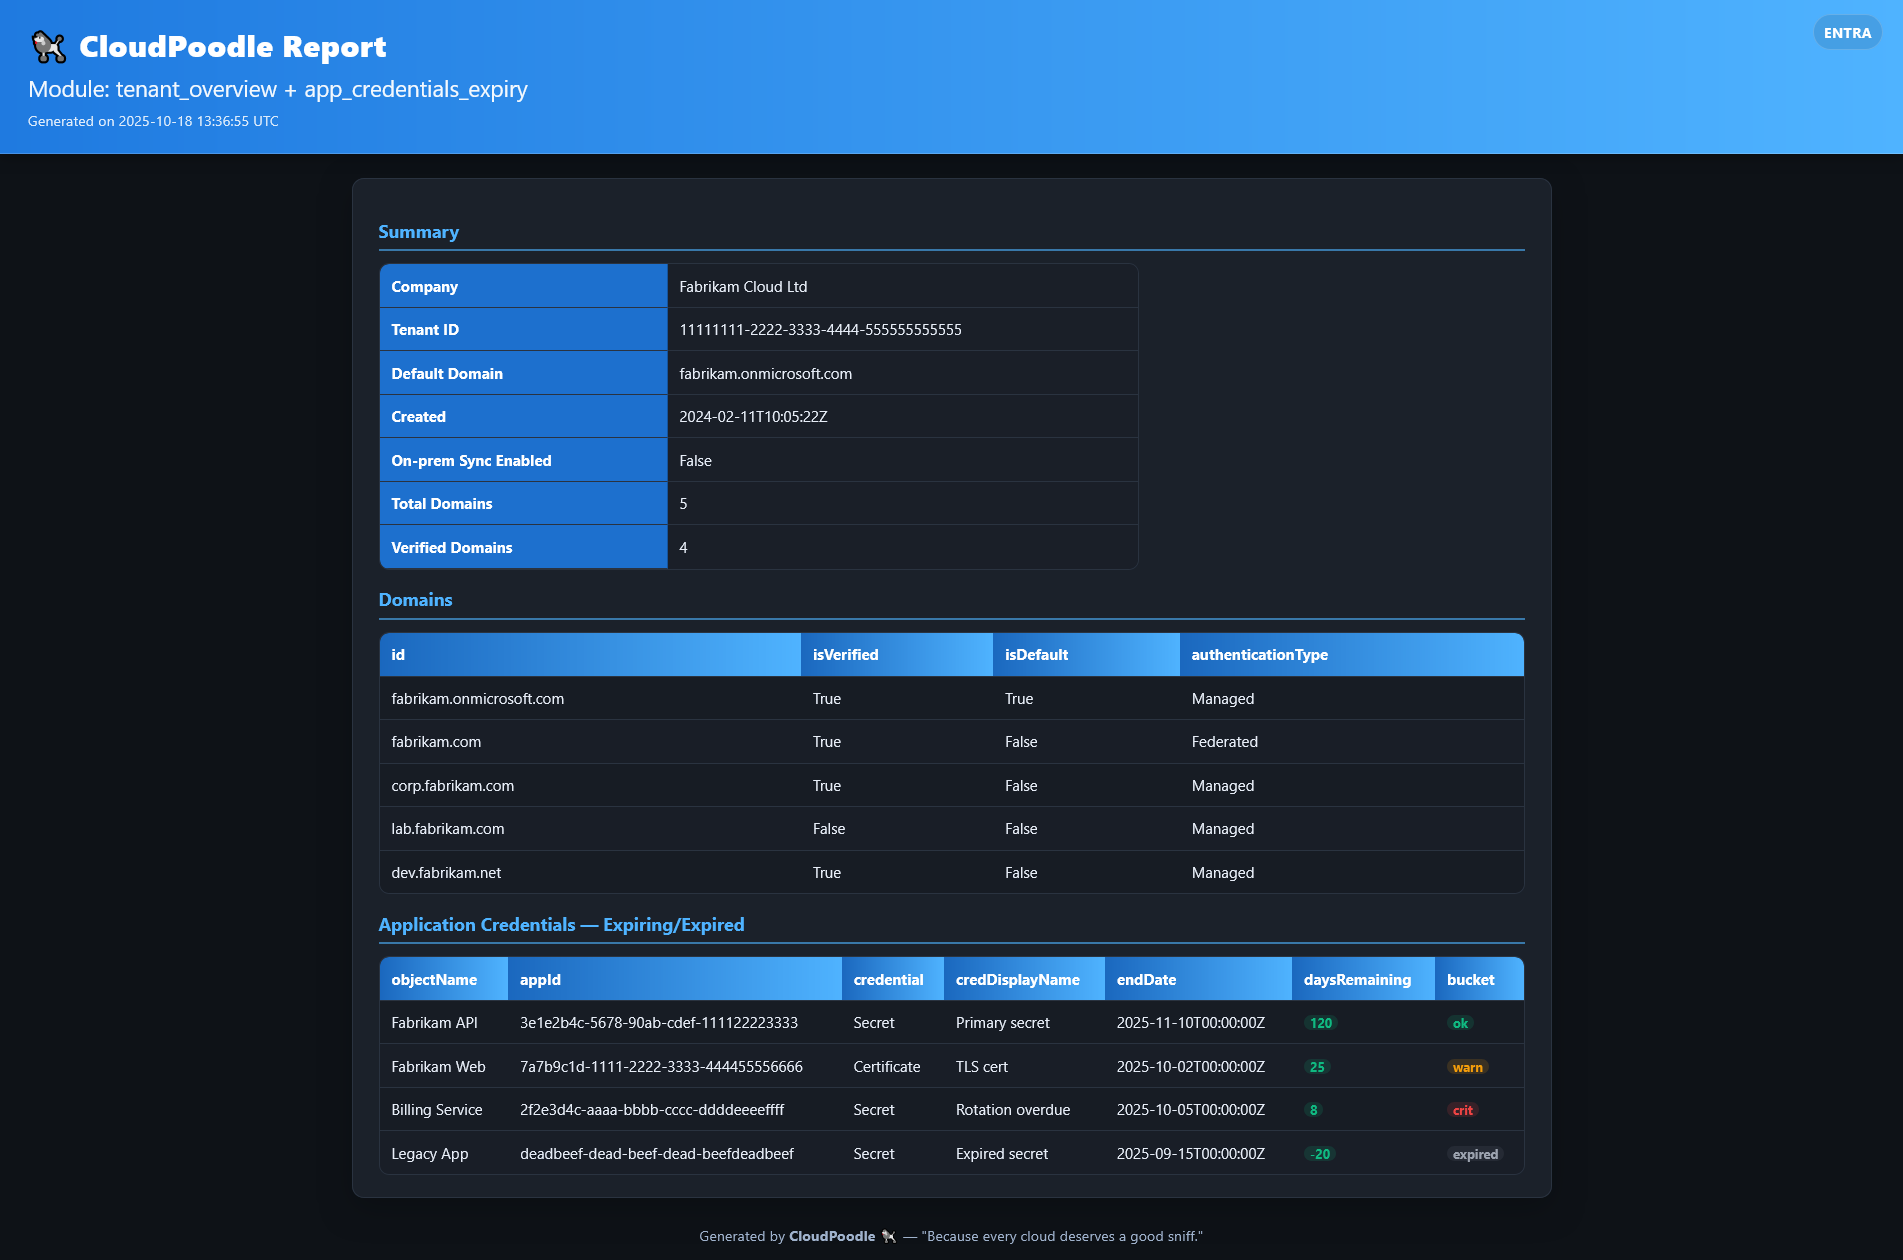 CloudPoodle Report
ENTRA
Module: tenant_overview + app_credentials_expiry
Generated on 2025-10-18 13:36:55 UTC
Summary
Company Fabrikam Cloud Ltd
Tenant ID 11111111-2222-3333-4444-555555555555
Default Domain fabrikam.onmicrosoft.com
Created 2024-02-11T10:05:22Z
On-prem Sync Enabled False
Total Domains 5
Verified Domains 4
Domains
id isVerified isDefault authenticationType
fabrikam.onmicrosoft.com True True Managed
fabrikam.com True False Federated
corp.fabrikam.com True False Managed
lab.fabrikam.com False False Managed
dev.fabrikam.net True False Managed
Application Credentials — Expiring/Expired
objectName appId credential credDisplayName endDate daysRemaining bucket
Fabrikam API 3e1e2b4c-5678-90ab-cdef-111122223333 Secret Primary secret 2025-11-10T00:00:00Z 120 ok
Fabrikam Web 7a7b9c1d-1111-2222-3333-444455556666 Certificate TLS cert 2025-10-02T00:00:00Z 25 warn
Billing Service 2f2e3d4c-aaaa-bbbb-cccc-ddddeeeeffff Secret Rotation overdue 2025-10-05T00:00:00Z 8 crit
Legacy App deadbeef-dead-beef-dead-beefdeadbeef Secret Expired secret 2025-09-15T00:00:00Z -20 expired
Generated by CloudPoodle — "Because every cloud deserves a good sniff."